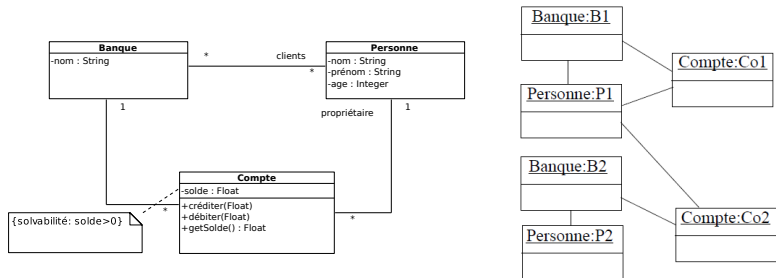 Banque
-nom : String
*
clients
*
Personne
-nom : String
-prénom : String
-age : Integer
1
propriétaire
1
Compte
-solde : Float
+créditer(Float)
+débiter(Float)
+getSolde() : Float
*
*
{solvabilité: solde>0}
Banque:B1
Compte:Co1
Personne:P1
Banque:B2
Compte:Co2
Personne:P2